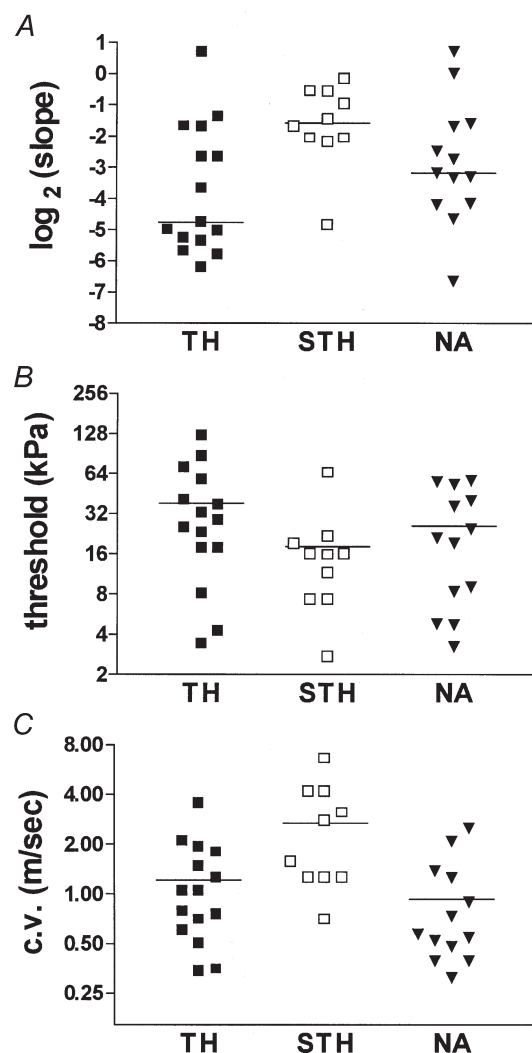 A
log 2 (slope)
1
0
-1
-2
-3
-4
-5
-6
-7
-8
TH STH NA
B
threshold (kPa)
256
128
64
32
16
8
4
2
TH STH NA
C
c.v. (m/sec)
8.00
4.00
2.00
1.00
0.50
0.25
TH STH NA